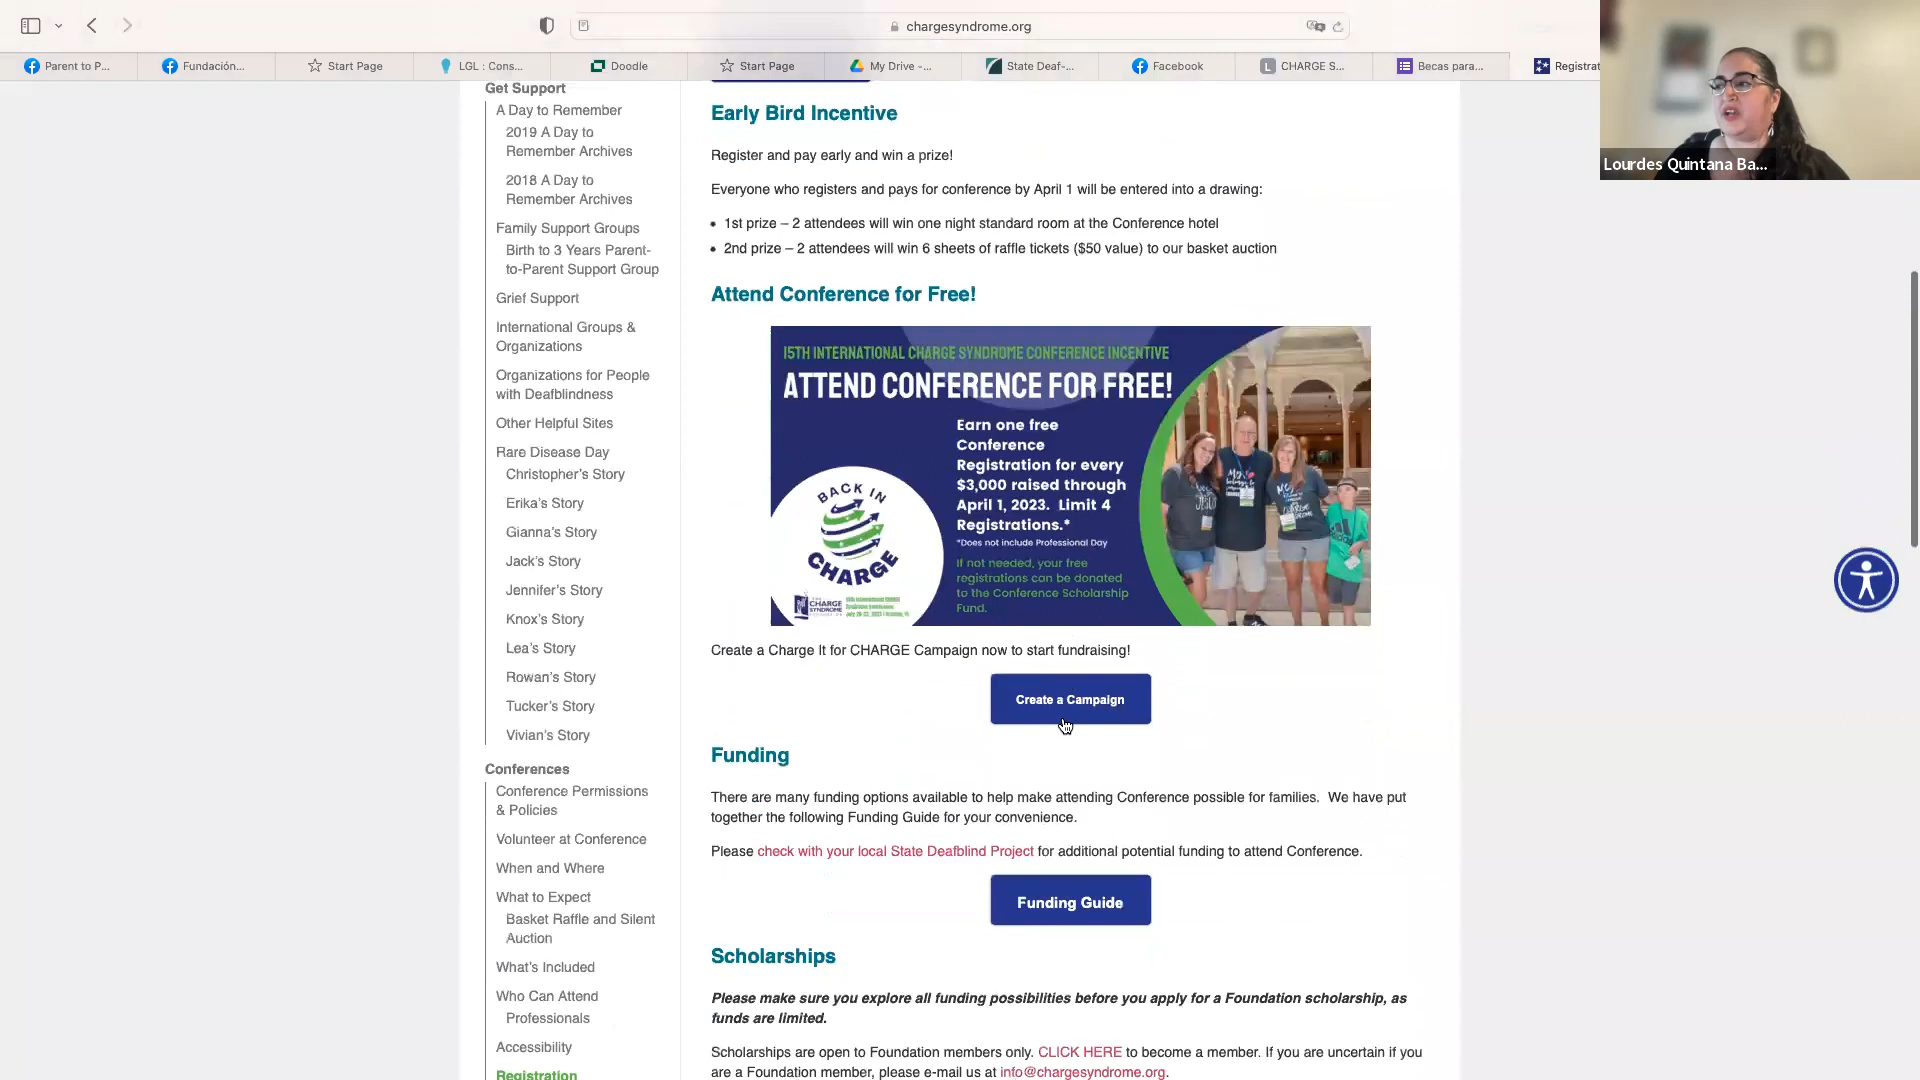 chargesyndrome.org
Parent to P...
Fundación...
Start Page
LGL : Cons...
Doodle
Start Page
My Drive -...
State Deaf-...
Facebook
CHARGE S...
Becas para...
Registrat
Lourdes Quintana Ba...
Get Support
A Day to Remember
2019 A Day to
Remember Archives
2018 A Day to
Remember Archives
Family Support Groups
Birth to 3 Years Parent-
to-Parent Support Group
Grief Support
International Groups &
Organizations
Organizations for People
with Deafblindness
Other Helpful Sites
Rare Disease Day
Christopher's Story
Erika's Story
Gianna's Story
Jack's Story
Jennifer's Story
Knox's Story
Lea's Story
Rowan's Story
Tucker's Story
Vivian's Story
Conferences
Conference Permissions
& Policies
Volunteer at Conference
When and Where
What to Expect
Basket Raffle and Silent
Auction
What's Included
Who Can Attend
Professionals
Accessibility
Registration
Early Bird Incentive
Register and pay early and win a prize!
Everyone who registers and pays for conference by April 1 will be entered into a drawing:
• 1st prize – 2 attendees will win one night standard room at the Conference hotel
• 2nd prize – 2 attendees will win 6 sheets of raffle tickets ($50 value) to our basket auction
Attend Conference for Free!
15TH INTERNATIONAL CHARGE SYNDROME CONFERENCE INCENTIVE
ATTEND CONFERENCE FOR FREE!
Earn one free
Conference
Registration for every
$3,000 raised through
April 1, 2023. Limit 4
Registrations.*
*Does not include Professional Day
If not needed, your free
registrations can be donated
to the Conference Scholarship
Fund.
BACK IN
CHARGE
CHARGE
SYNDROME
Create a Charge It for CHARGE Campaign now to start fundraising!
Create a Campaign
Funding
There are many funding options available to help make attending Conference possible for families. We have put
together the following Funding Guide for your convenience.
Please check with your local State Deafblind Project for additional potential funding to attend Conference.
Funding Guide
Scholarships
Please make sure you explore all funding possibilities before you apply for a Foundation scholarship, as
funds are limited.
Scholarships are open to Foundation members only. CLICK HERE to become a member. If you are uncertain if you
are a Foundation member, please e-mail us at info@chargesyndrome.org.